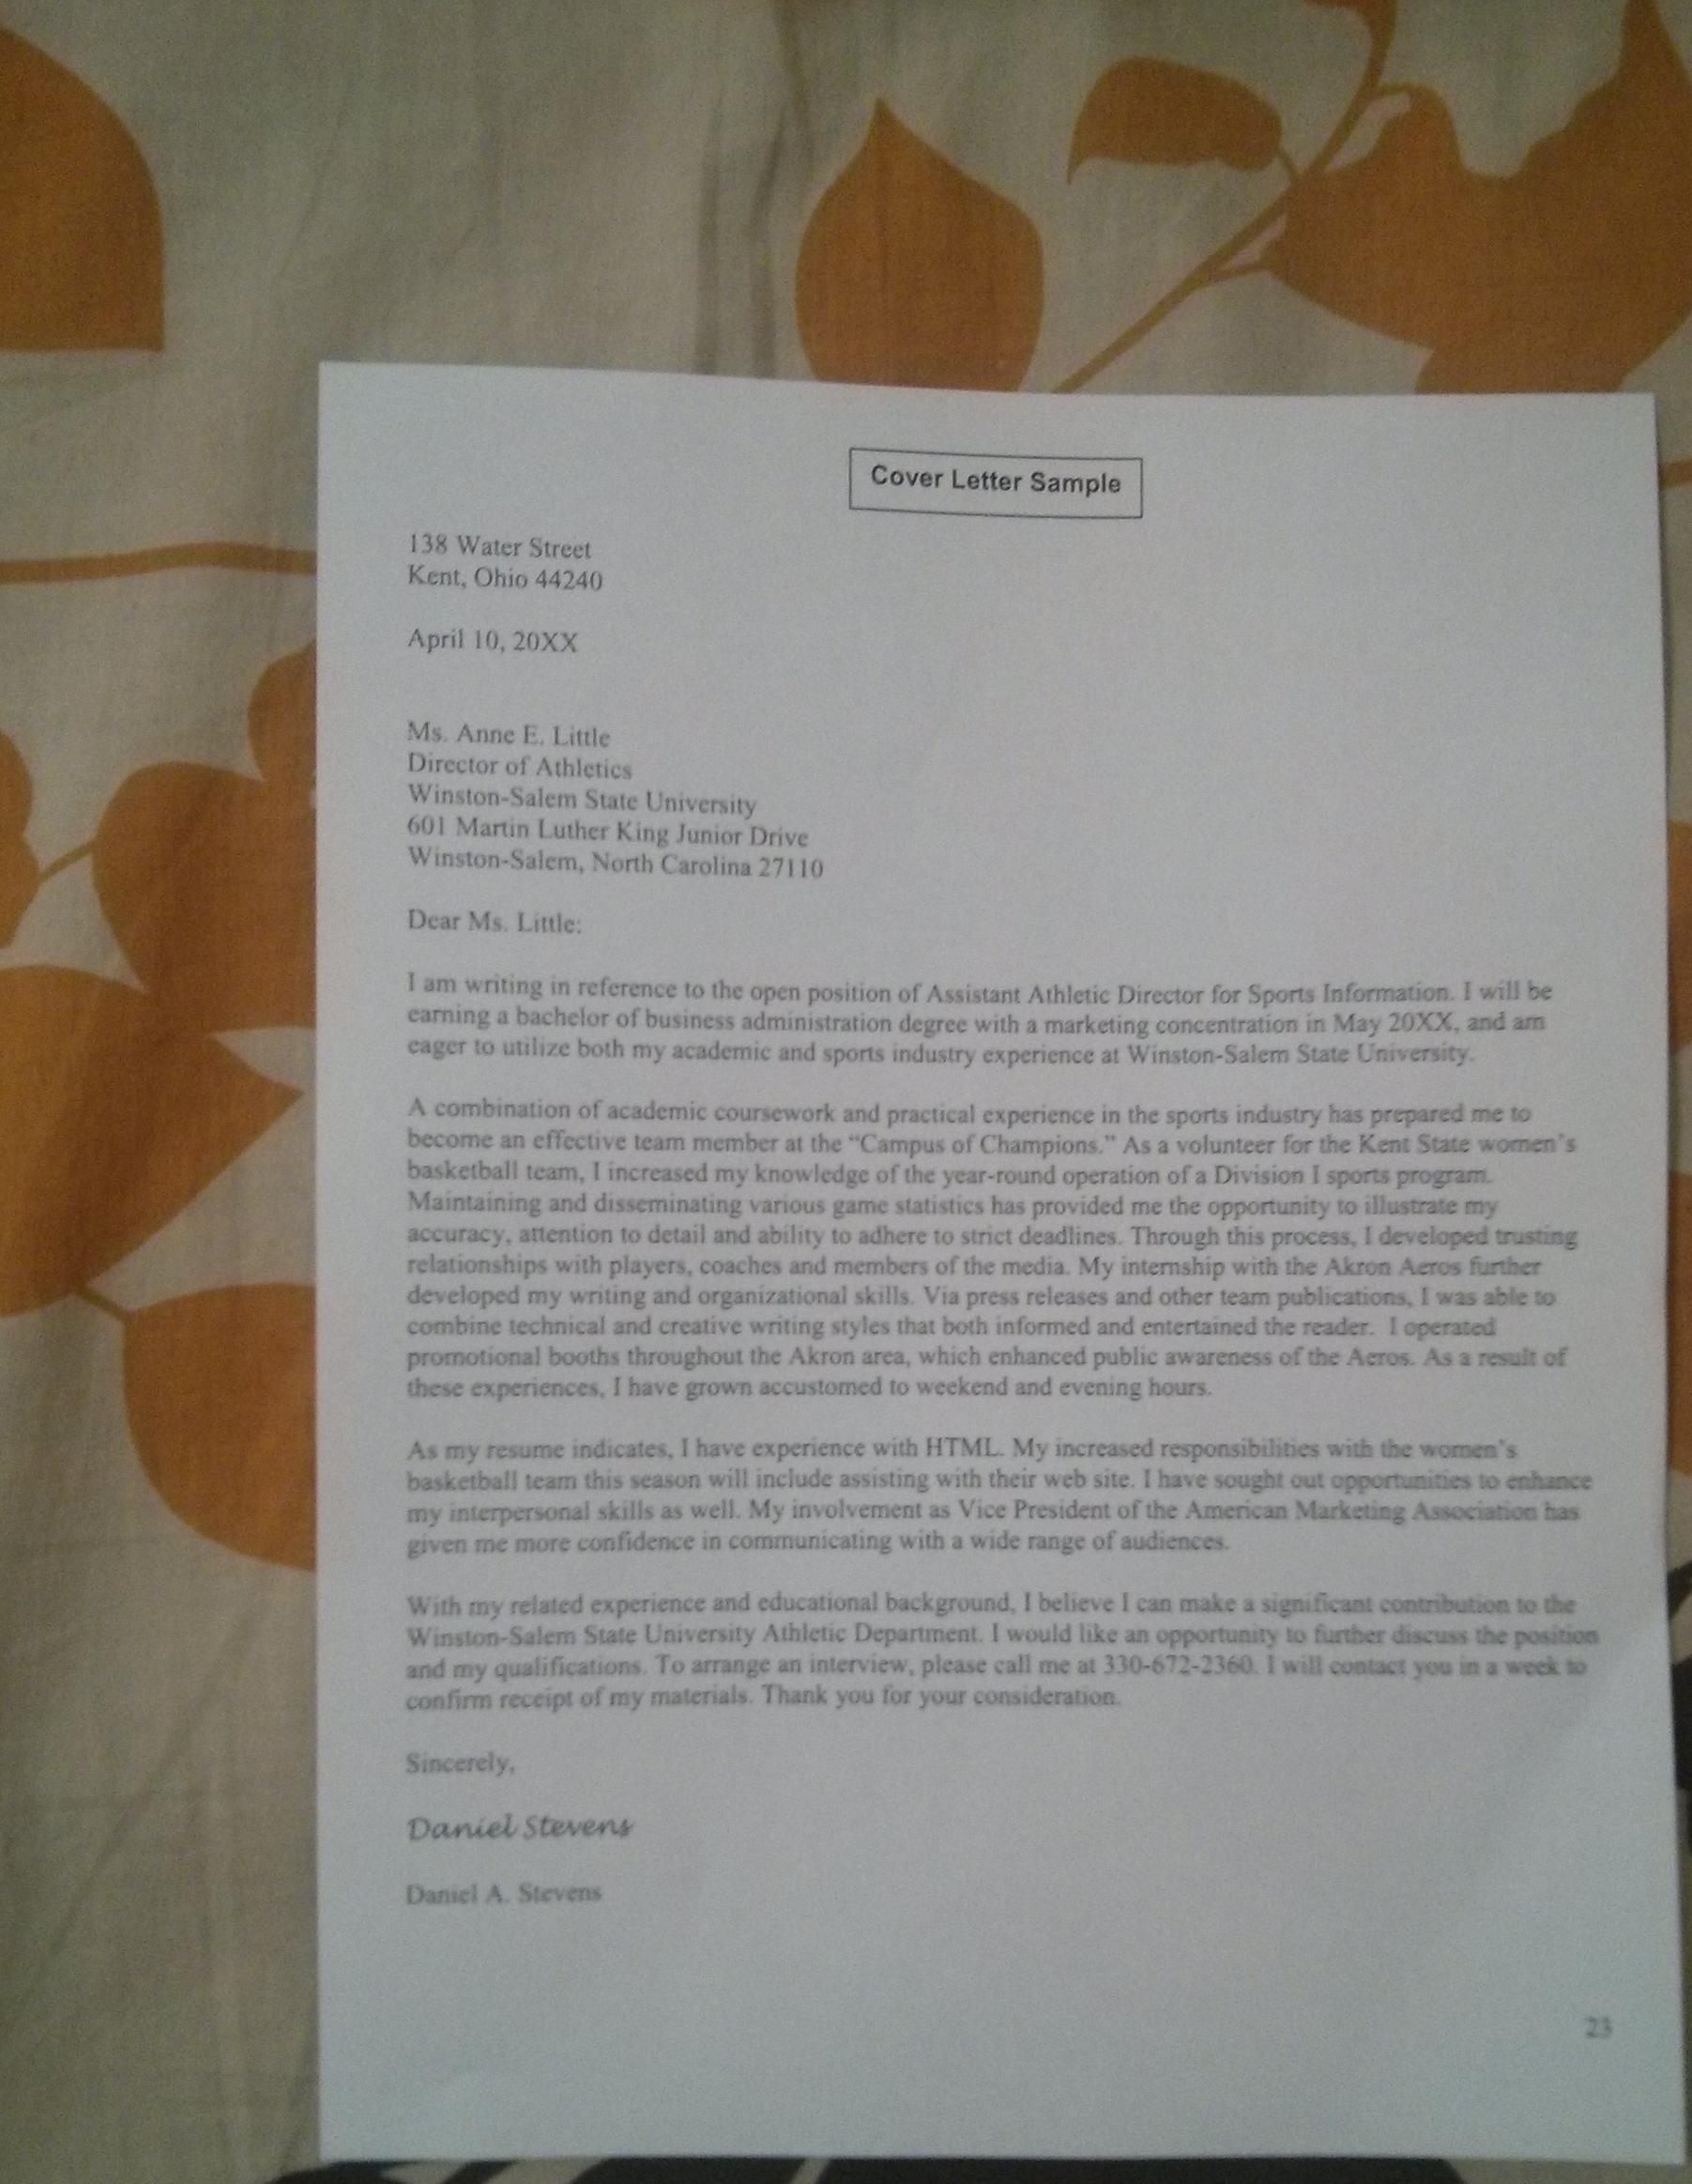 Cover Letter Sample
138 Water Street
Kent, Ohio 44240
April 10, 20XX
Ms. Anne E. Little
Director of Athletics
Winston-Salem State University
601 Martin Luther King Junior Drive
Winston-Salem, North Carolina 27110
Dear Ms. Little:
I am writing in reference to the open position of Assistant Athletic Director for Sports Information. I will be
earning a bachelor of business administration degree with a marketing concentration in May 20XX, and am
eager to utilize both my academic and sports industry experience at Winston-Salem State University.
A combination of academic coursework and practical experience in the sports industry has prepared me to
become an effective team member at the “Campus of Champions.” As a volunteer for the Kent State women’s
basketball team, I increased my knowledge of the year-round operation of a Division I sports program.
Maintaining and disseminating various game statistics has provided me the opportunity to illustrate my
accuracy, attention to detail and ability to adhere to strict deadlines. Through this process, I developed trusting
relationships with players, coaches and members of the media. My internship with the Akron Aeros further
developed my writing and organizational skills. Via press releases and other team publications, I was able to
combine technical and creative writing styles that both informed and entertained the reader.  I operated
promotional booths throughout the Akron area, which enhanced public awareness of the Aeros. As a result of
these experiences, I have grown accustomed to weekend and evening hours.
As my resume indicates, I have experience with HTML. My increased responsibilities with the women’s
basketball team this season will include assisting with their web site. I have sought out opportunities to enhance
my interpersonal skills as well. My involvement as Vice President of the American Marketing Association has
given me more confidence in communicating with a wide range of audiences.
With my related experience and educational background, I believe I can make a significant contribution to the
Winston-Salem State University Athletic Department. I would like an opportunity to further discuss the position
and my qualifications. To arrange an interview, please call me at 330-672-2360. I will contact you in a week to
confirm receipt of my materials. Thank you for your consideration.
Sincerely,
Daniel Stevens
Daniel A. Stevens
23